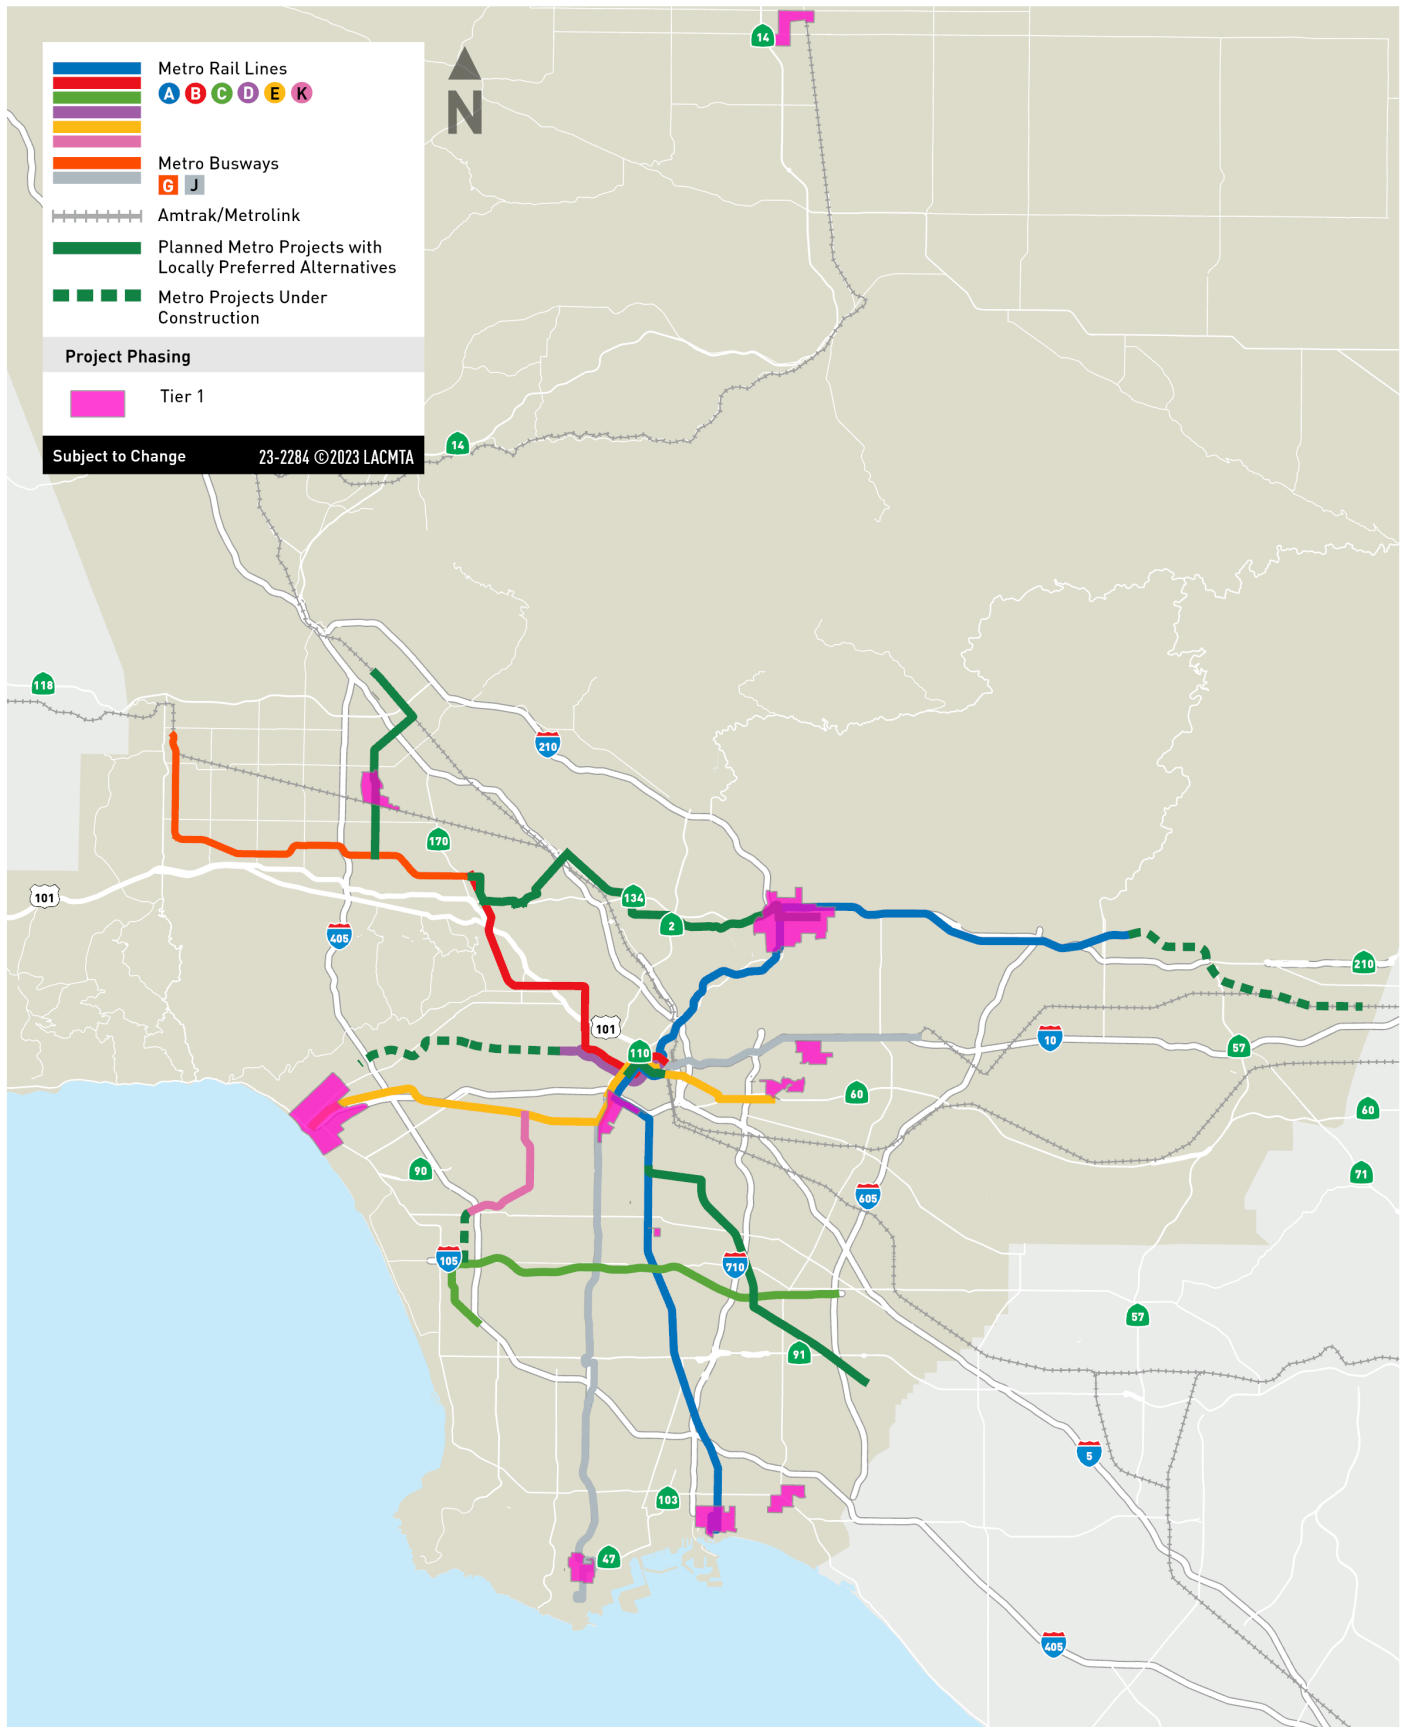 Metro Rail Lines
A B C D E K
Metro Busways
G J
Amtrak/Metrolink
Planned Metro Projects with
Locally Preferred Alternatives
Metro Projects Under
Construction
Project Phasing
Tier 1
Subject to Change 23-2284 ©2023 LACMTA
N
14
14
118
210
170
101
134
2
405
210
101
110
10
57
60
60
90
71
605
105
710
57
91
5
103
47
405